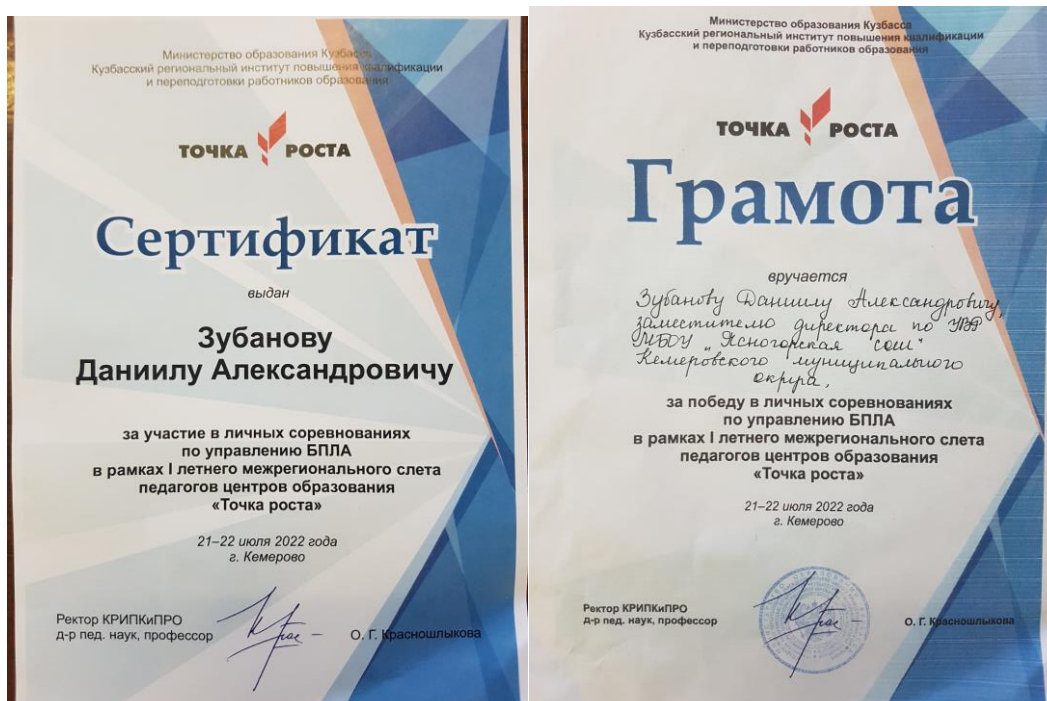 Министерство образования Кузбасса
Кузбасский региональный институт повышения квалификации
и переподготовки работников образования
ТОЧКА РОСТА
Сертификат
выдан
Зубанову
Даниилу Александровичу
за участие в личных соревнованиях
по управлению БПЛА
в рамках I летнего межрегионального слета
педагогов центров образования
«Точка роста»
21–22 июля 2022 года
г. Кемерово
Ректор КРИПКиПРО
д-р пед. наук, профессор
О. Г. Красношлыкова
Министерство образования Кузбасса
Кузбасский региональный институт повышения квалификации
и переподготовки работников образования
ТОЧКА РОСТА
Грамота
вручается
Зубанову Даниилу Александровичу,
заместителю директора по УВР
МБОУ „Ясногорская сош"
Кемеровского муниципального
округа,
за победу в личных соревнованиях
по управлению БПЛА
в рамках I летнего межрегионального слета
педагогов центров образования
«Точка роста»
21–22 июля 2022 года
г. Кемерово
Ректор КРИПКиПРО
д-р пед. наук, профессор
О. Г. Красношлыкова